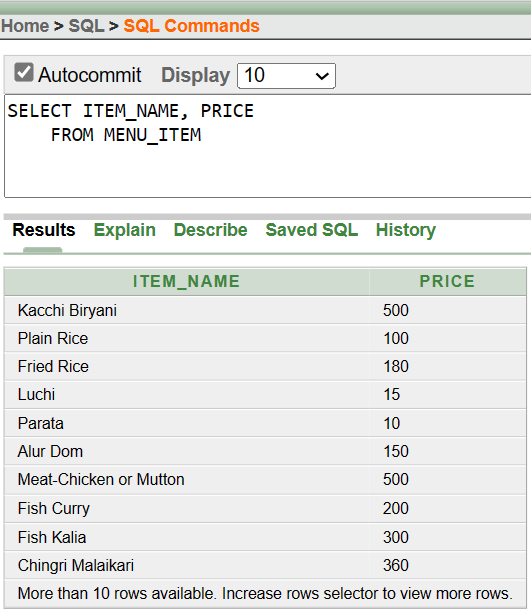 Home > SQL > SQL Commands
Autocommit Display 10
SELECT ITEM_NAME, PRICE
FROM MENU_ITEM
Results Explain Describe Saved SQL History
ITEM_NAME PRICE
Kacchi Biryani 500
Plain Rice 100
Fried Rice 180
Luchi 15
Parata 10
Alur Dom 150
Meat-Chicken or Mutton 500
Fish Curry 200
Fish Kalia 300
Chingri Malaikari 360
More than 10 rows available. Increase rows selector to view more rows.